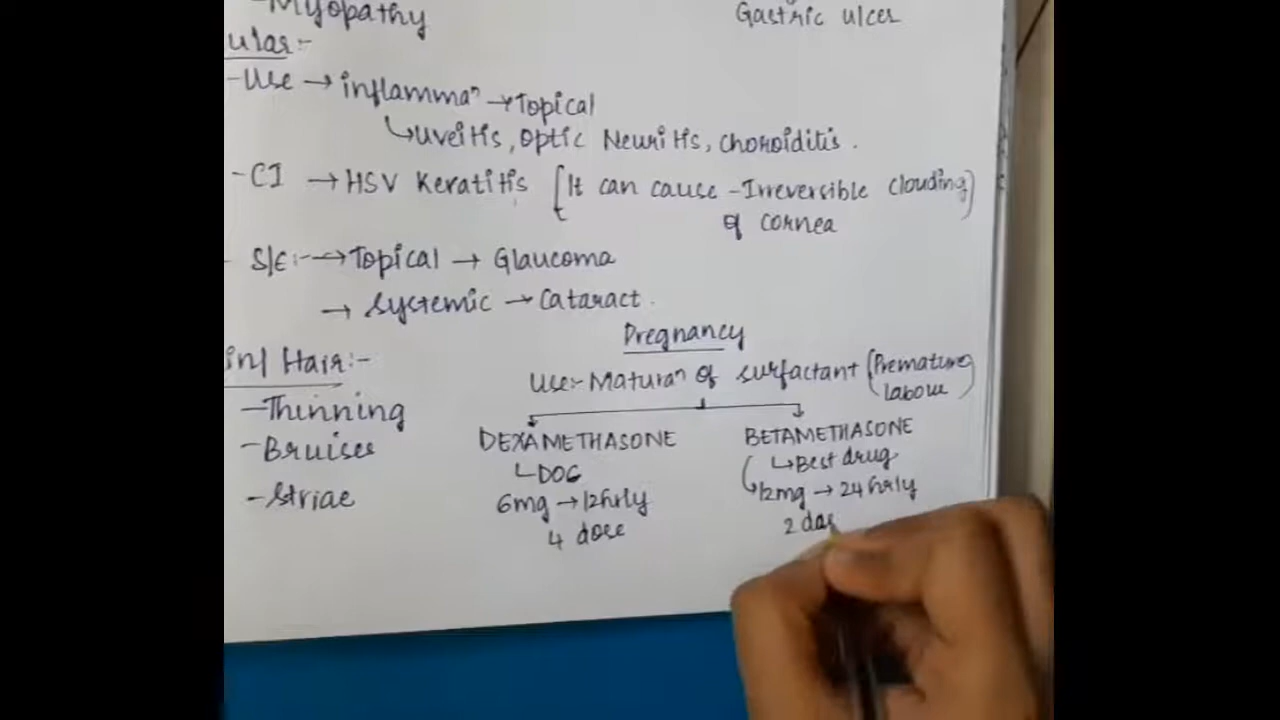 -Myopathy
Gastric ulcer
ular:-
-Use → inflamman → Topical
↳ Uveitis, Optic Neuritis, Choroiditis.
-CI → HSV Keratitis [It can cause -Irreversible Clouding)
of cornea
S/E:- → Topical → Glaucoma
→ Systemic → Cataract.
Pregnancy
Use:- Maturan of surfactant (Premature
labour)
in/ Hair:-
-Thinning
-Bruises
-Striae
DEXAMETHASONE
↳ DOC
6mg → 12hrly
4 dose
BETAMETHASONE
↳ Best drug
↳ 12mg → 24 hrly
2 das